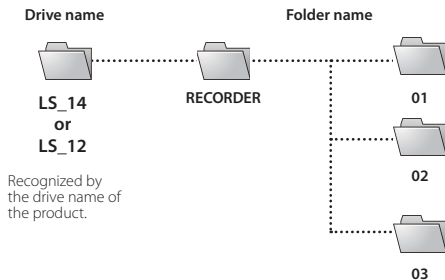 Drive name
Folder name
LS_14
or
LS_12
Recognized by
the drive name of
the product.
RECORDER
01
02
03